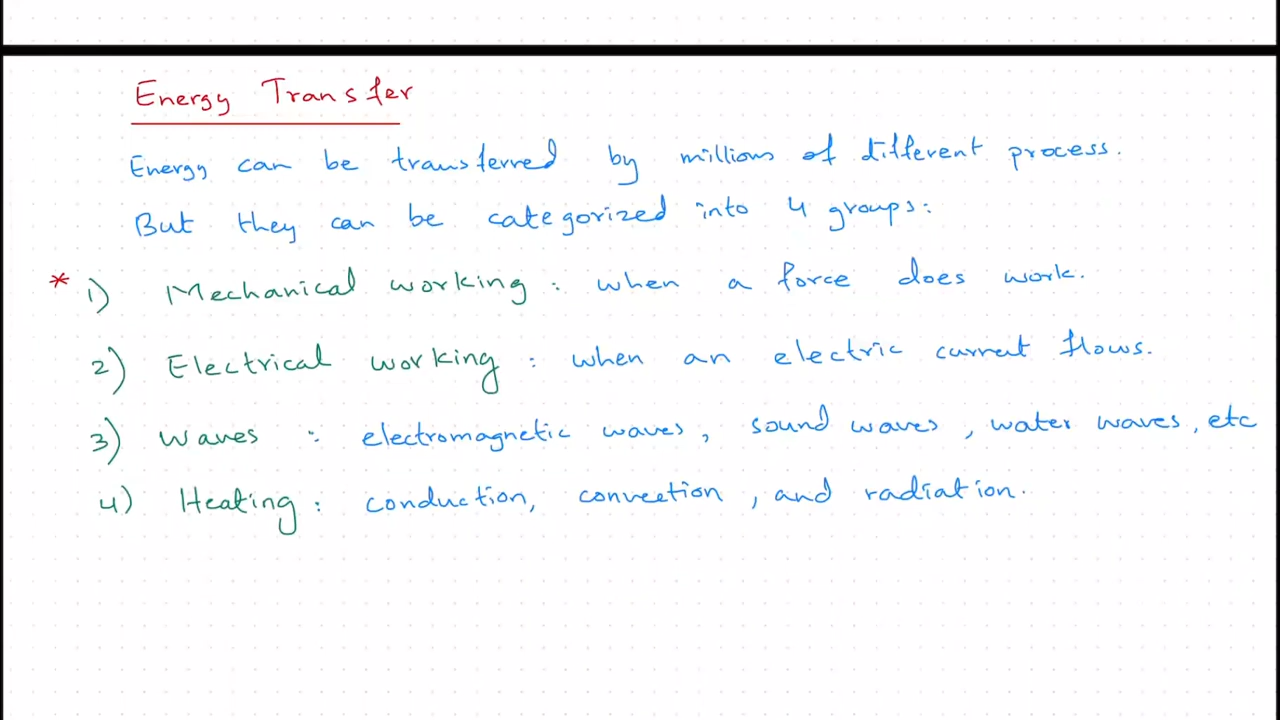 Energy Transfer
Energy can be transferred by millions of different process.
But they can be categorized into 4 groups:
* 1) Mechanical working : when a force does work.
2) Electrical working : when an electric current flows.
3) waves : electromagnetic waves, sound waves, water waves, etc
4) Heating : conduction, convection, and radiation.